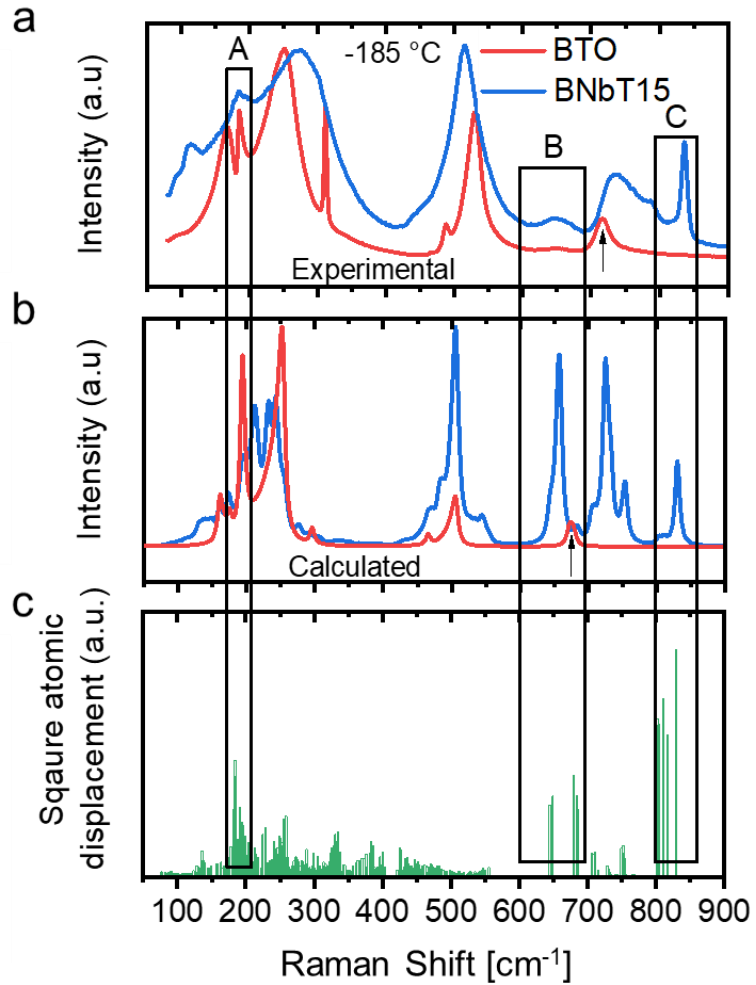 a
A
-185 °C
BTO
BNbT15
B
C
Intensity (a.u)
Experimental
b
Intensity (a.u)
Calculated
c
Sqaure atomic
displacement (a.u.)
100 200 300 400 500 600 700 800 900
Raman Shift [cm-1]